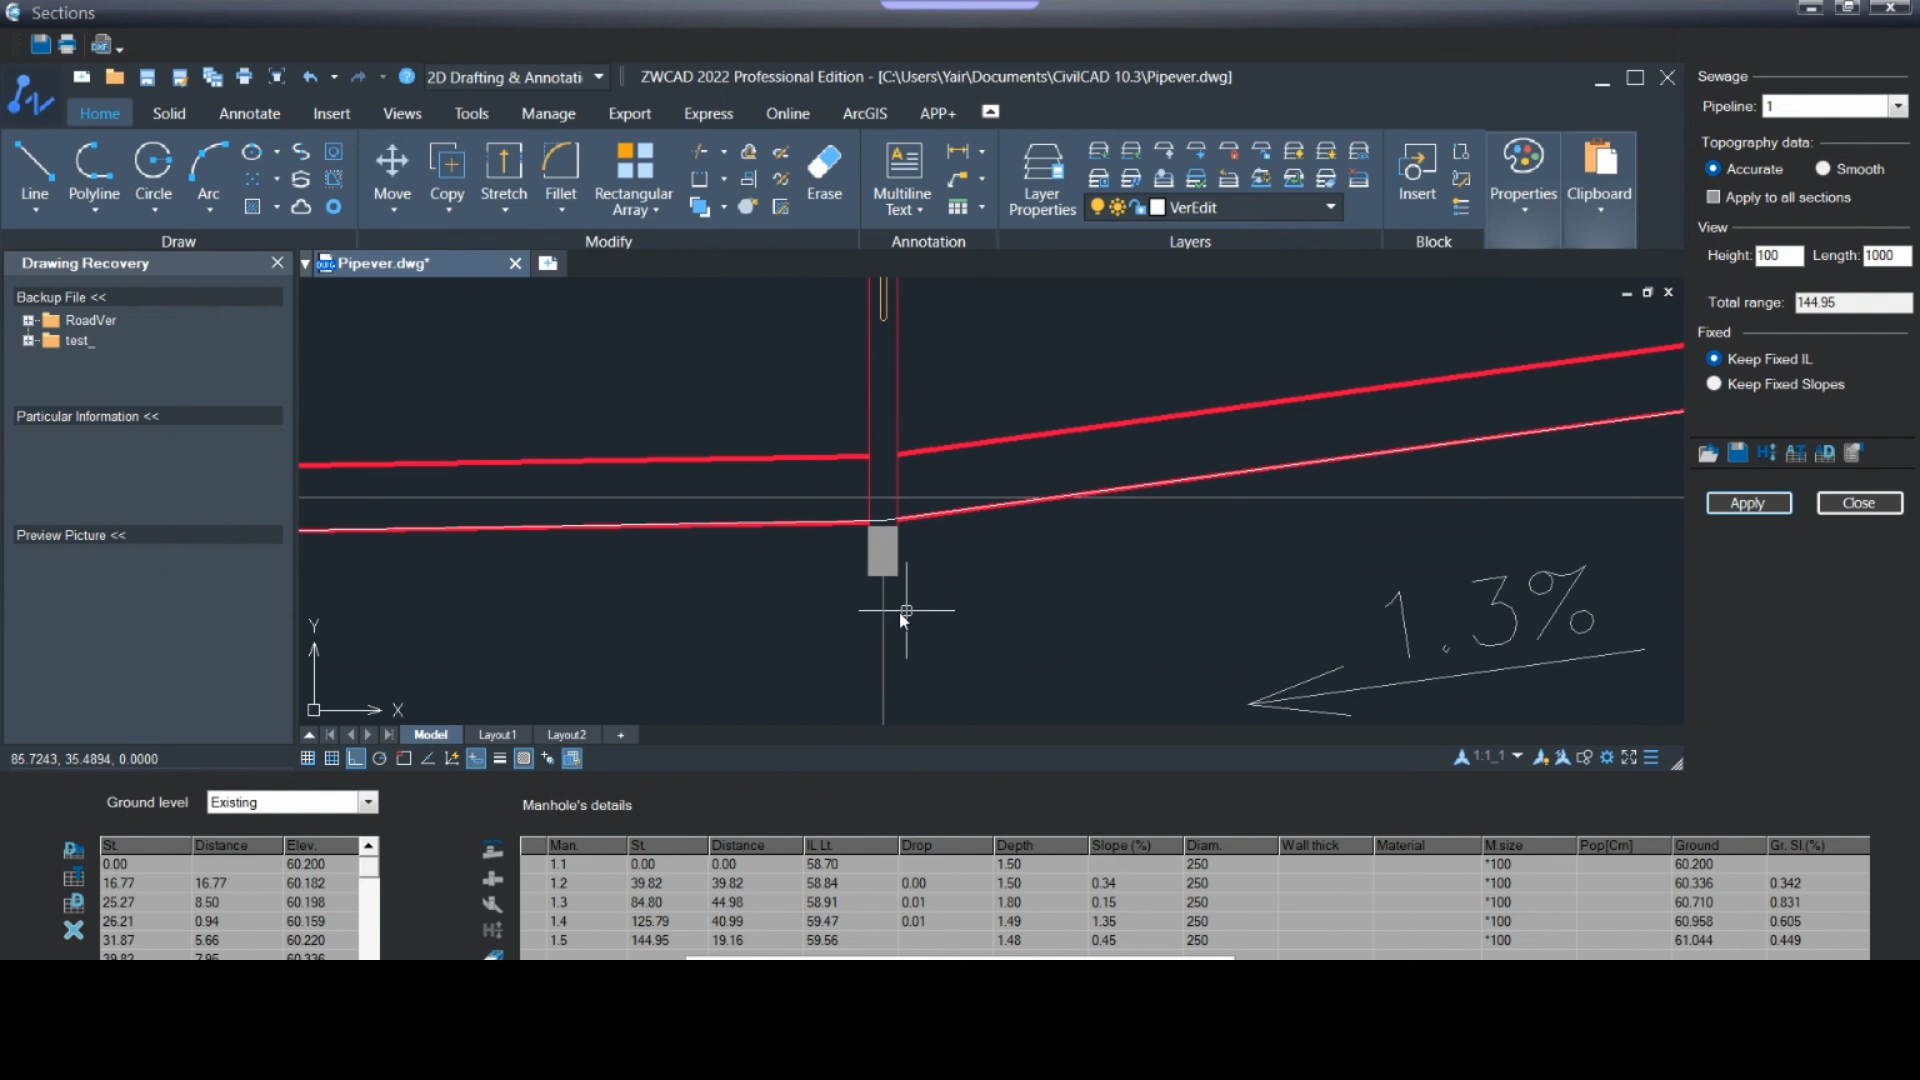 Sections
2D Drafting & Annotati
ZWCAD 2022 Professional Edition - [C:\Users\Yair\Documents\CivilCAD 10.3\Pipever.dwg]
Home Solid Annotate Insert Views Tools Manage Export Express Online ArcGIS APP+
Line Polyline Circle Arc
Move Copy Stretch Fillet Rectangular Array Erase
Multiline Text
Layer Properties
VerEdit
Insert Properties Clipboard
Draw Modify Annotation Layers Block
Drawing Recovery
Pipever.dwg*
Backup File <<
RoadVer
test_
Particular Information <<
Preview Picture <<
1.3%
Y
X
Model Layout1 Layout2 +
85.7243, 35.4894, 0.0000
1:1_1
Sewage
Pipeline: 1
Topography data:
Accurate Smooth
Apply to all sections
View
Height: 100 Length: 1000
Total range: 144.95
Fixed
Keep Fixed IL
Keep Fixed Slopes
Apply Close
Ground level Existing
St. Distance Elev.
0.00 60.200
16.77 16.77 60.182
25.27 8.50 60.198
26.21 0.94 60.159
31.87 5.66 60.220
39.82 7.95 60.336
Manhole's details
Man. St. Distance IL Lt. Drop Depth Slope (%) Diam. Wall thick Material M.size Pop[Cm] Ground Gr. Sl.(%)
1.1 0.00 0.00 58.70 1.50 250 *100 60.200
1.2 39.82 39.82 58.84 0.00 1.50 0.34 250 *100 60.336 0.342
1.3 84.80 44.98 58.91 0.01 1.80 0.15 250 *100 60.710 0.831
1.4 125.79 40.99 59.47 0.01 1.49 1.35 250 *100 60.958 0.605
1.5 144.95 19.16 59.56 1.48 0.45 250 *100 61.044 0.449